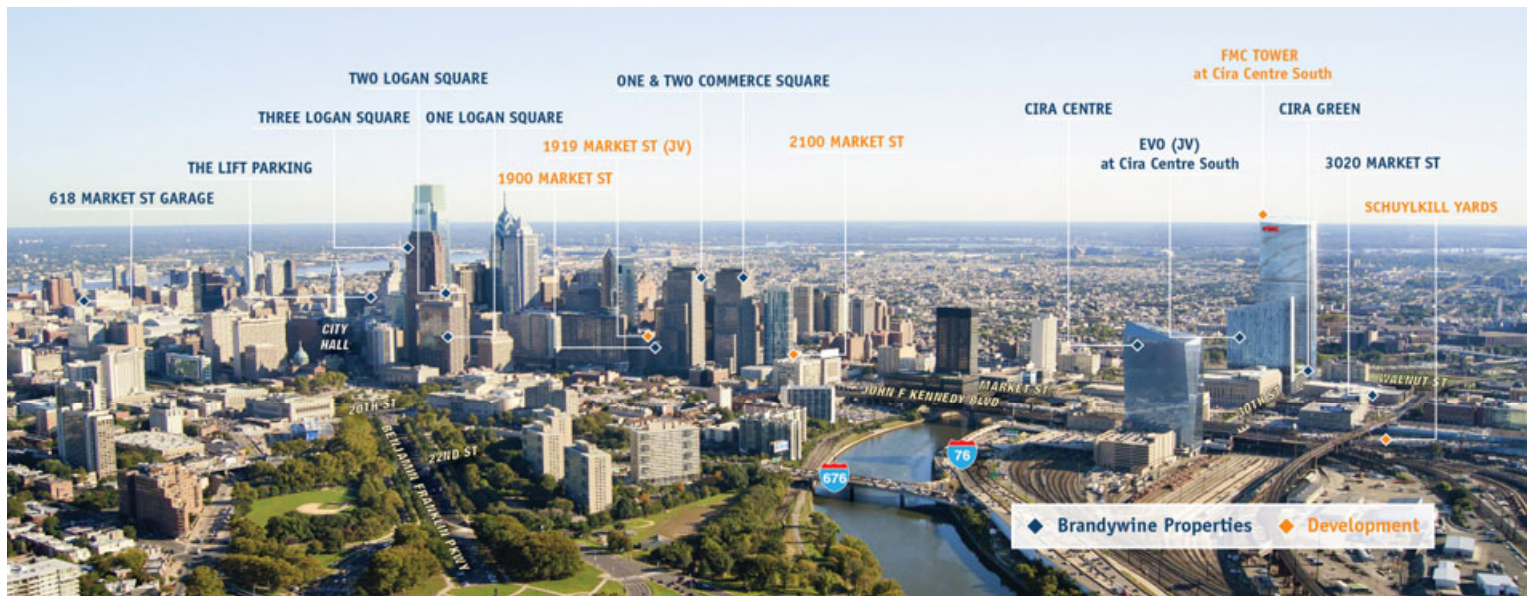 FMC TOWER
at Cira Centre South
TWO LOGAN SQUARE
ONE & TWO COMMERCE SQUARE
CIRA CENTRE
CIRA GREEN
THREE LOGAN SQUARE
ONE LOGAN SQUARE
1919 MARKET ST (JV)
2100 MARKET ST
EVO (JV)
at Cira Centre South
3020 MARKET ST
THE LIFT PARKING
1900 MARKET ST
618 MARKET ST GARAGE
SCHUYLKILL YARDS
FMC
CITY
HALL
JOHN F KENNEDY BLVD
MARKET ST
WALNUT ST
30TH ST
20TH ST
BENJAMIN FRANKLIN PKWY
22ND ST
76
676
Brandywine Properties
Development